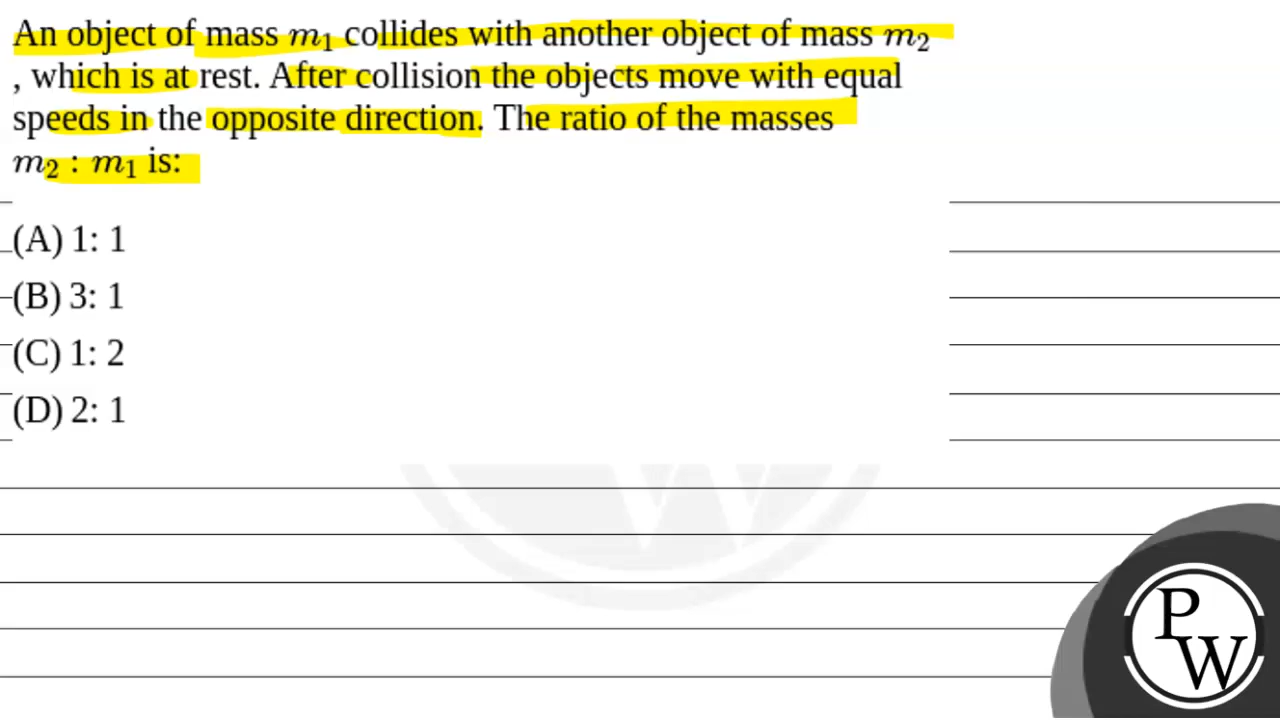 An object of mass m₁ collides with another object of mass m₂
, which is at rest. After collision the objects move with equal
speeds in the opposite direction. The ratio of the masses
m₂ : m₁ is:
(A) 1: 1
(B) 3: 1
(C) 1: 2
(D) 2: 1
PW